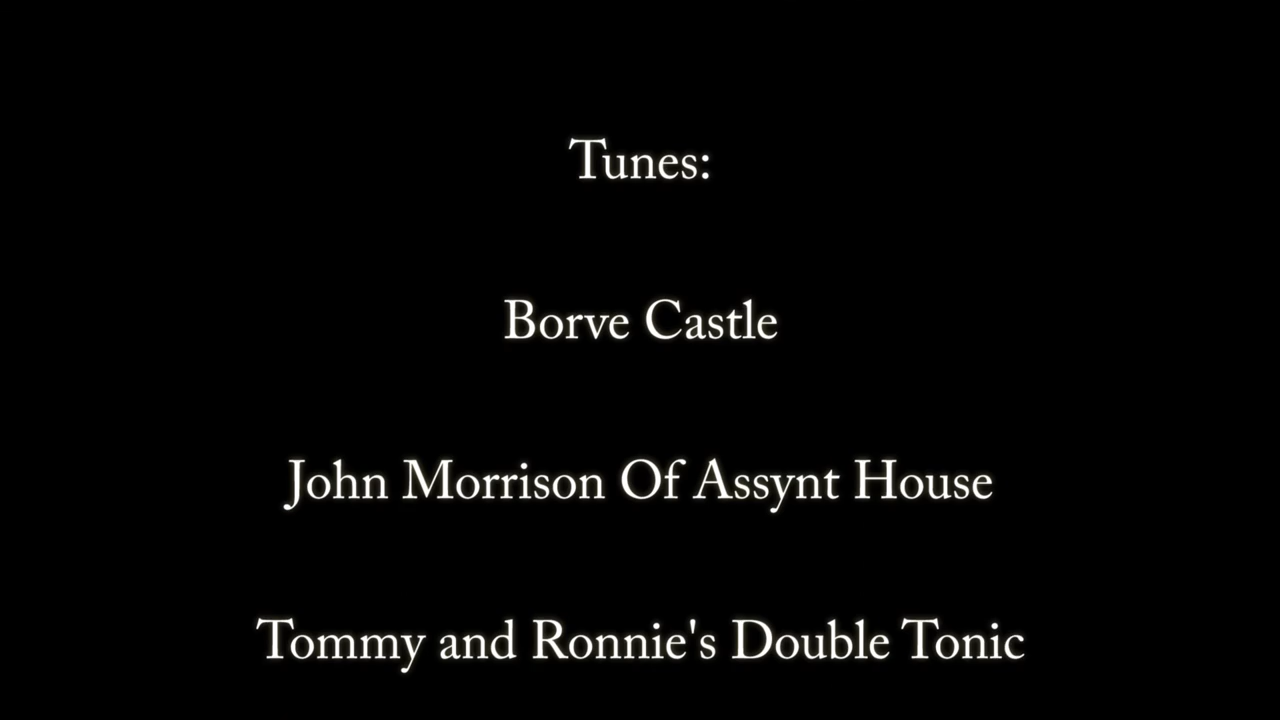 Tunes:
Borve Castle
John Morrison Of Assynt House
Tommy and Ronnie's Double Tonic